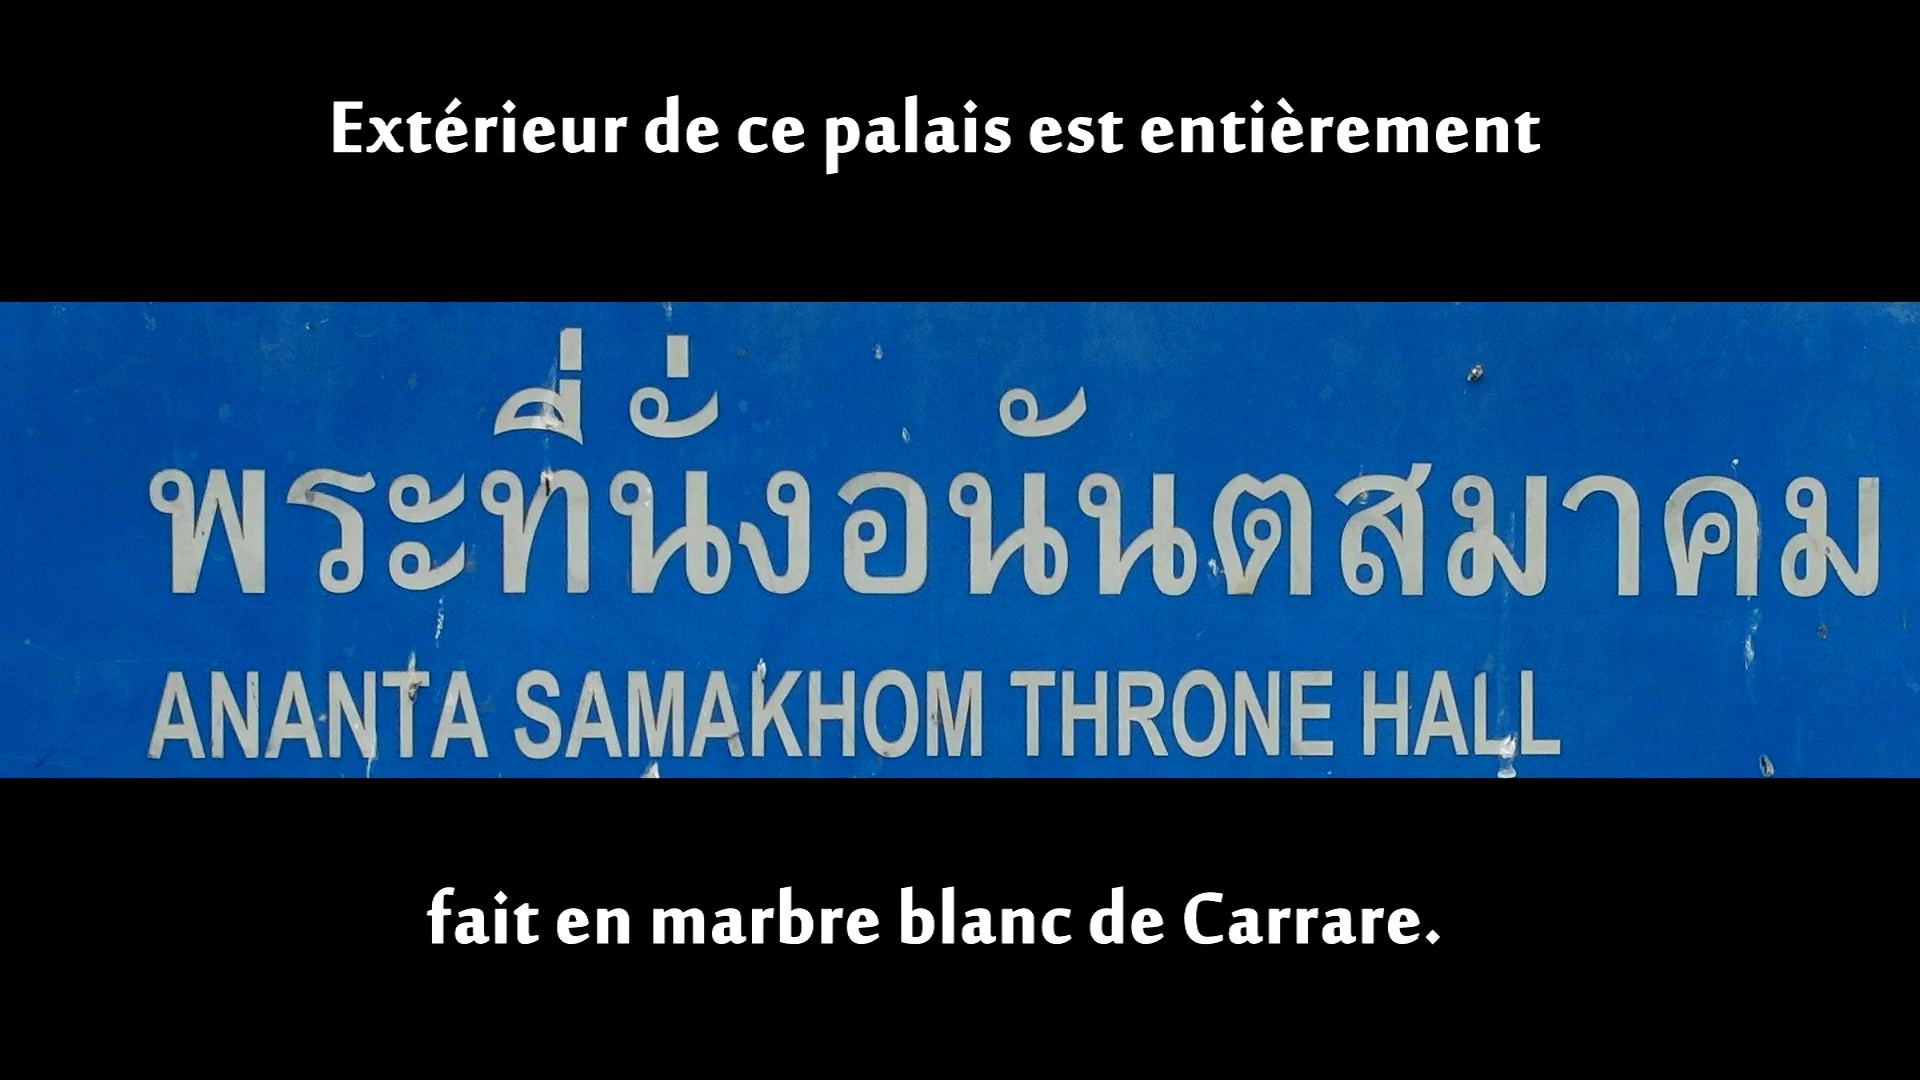 Extérieur de ce palais est entièrement
พระที่นั่งอนันตสมาคม
ANANTA SAMAKHOM THRONE HALL
fait en marbre blanc de Carrare.